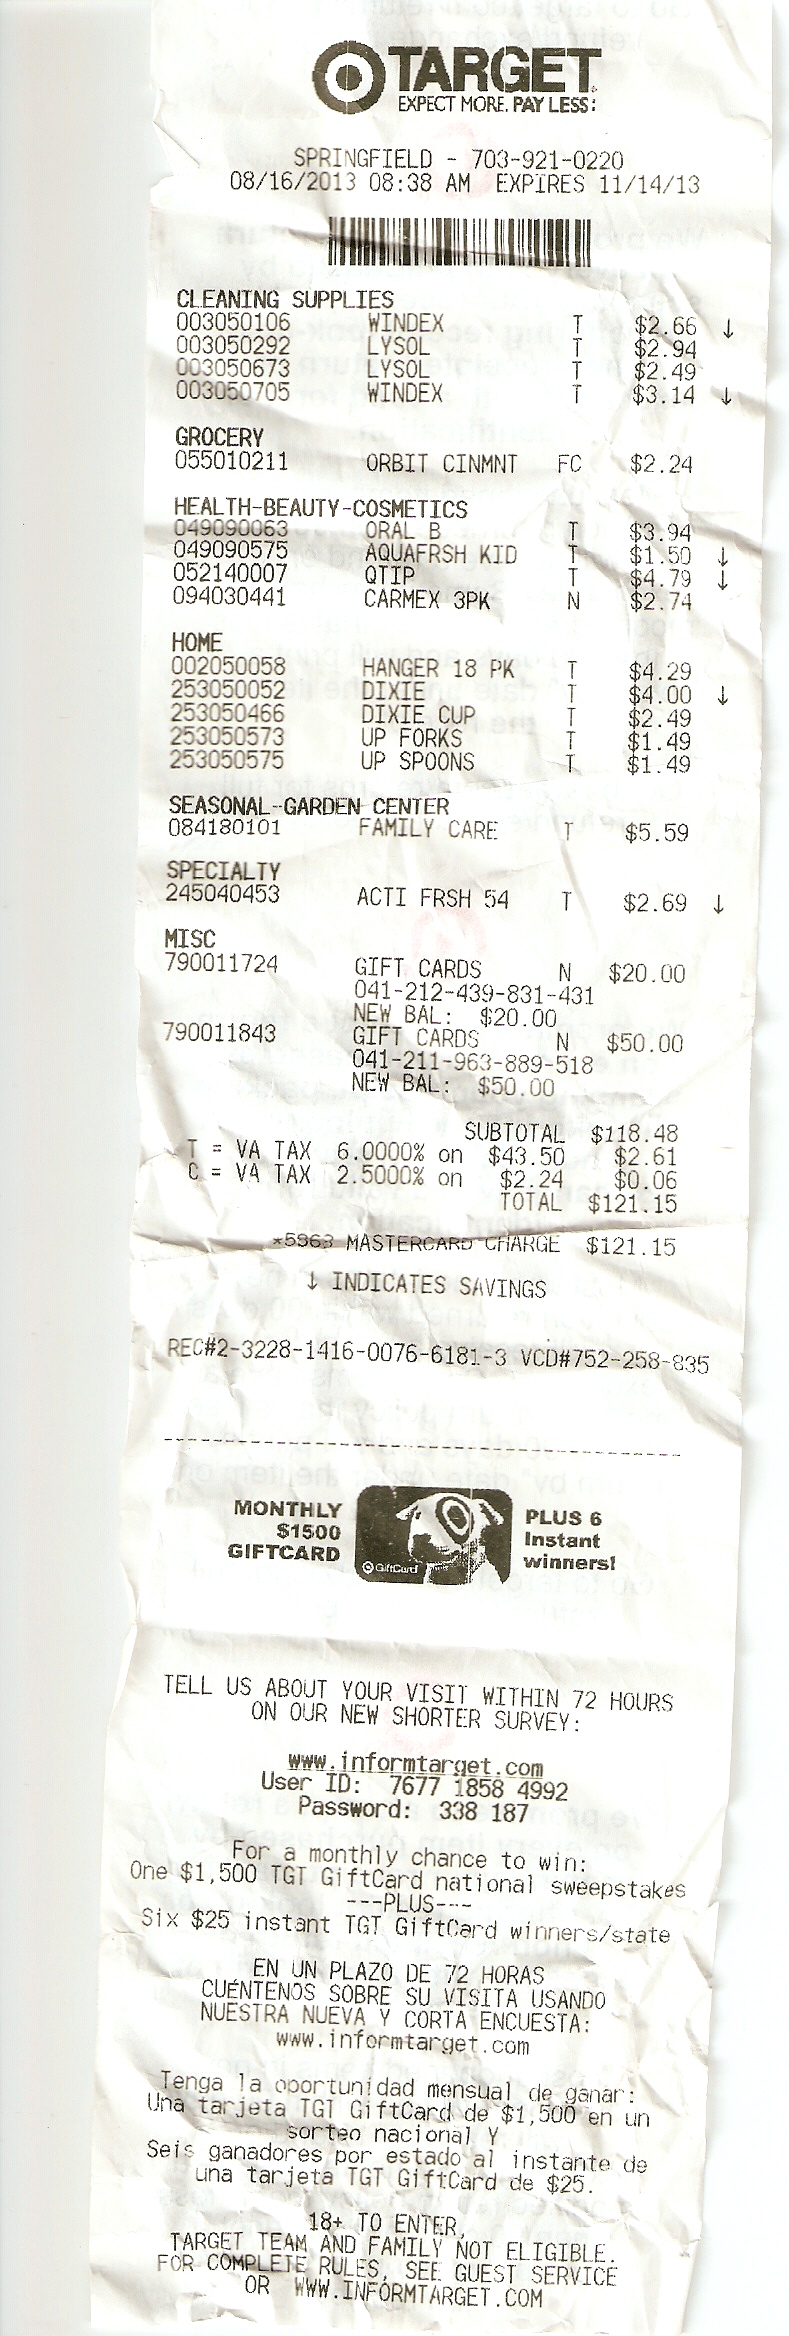 TARGET
EXPECT MORE. PAY LESS.
SPRINGFIELD - 703-921-0220
08/16/2013 08:38 AM EXPIRES 11/14/13
CLEANING SUPPLIES
003050106 WINDEX T $2.66 ↓
003050292 LYSOL T $2.94
003050673 LYSOL T $2.49
003050705 WINDEX T $3.14 ↓
GROCERY
055010211 ORBIT CINMNT FC $2.24
HEALTH-BEAUTY-COSMETICS
049090063 ORAL B T $3.94
049090575 AQUAFRSH KID T $1.50 ↓
052140007 QTIP T $4.79 ↓
094030441 CARMEX 3PK N $2.74
HOME
002050058 HANGER 18 PK T $4.29
253050052 DIXIE T $4.00 ↓
253050466 DIXIE CUP T $2.49
253050573 UP FORKS T $1.49
253050575 UP SPOONS T $1.49
SEASONAL-GARDEN CENTER
084180101 FAMILY CARE T $5.59
SPECIALTY
245040453 ACTI FRSH 54 T $2.69 ↓
MISC
790011724 GIFT CARDS N $20.00
041-212-439-831-431
NEW BAL: $20.00
790011843 GIFT CARDS N $50.00
041-211-963-889-518
NEW BAL: $50.00
SUBTOTAL $118.48
T = VA TAX 6.0000% on $43.50 $2.61
C = VA TAX 2.5000% on $2.24 $0.06
TOTAL $121.15
*5963 MASTERCARD CHARGE $121.15
↓ INDICATES SAVINGS
REC#2-3228-1416-0076-6181-3 VCD#752-258-835
MONTHLY
$1500
GIFTCARD
GiftCard
PLUS 6
Instant
winners!
TELL US ABOUT YOUR VISIT WITHIN 72 HOURS
ON OUR NEW SHORTER SURVEY:
www.informtarget.com
User ID: 7677 1858 4992
Password: 338 187
For a monthly chance to win:
One $1,500 TGT GiftCard national sweepstakes
---PLUS---
Six $25 instant TGT GiftCard winners/state
EN UN PLAZO DE 72 HORAS
CUÉNTENOS SOBRE SU VISITA USANDO
NUESTRA NUEVA Y CORTA ENCUESTA:
www.informtarget.com
Tenga la oportunidad mensual de ganar:
Una tarjeta TGT GiftCard de $1,500 en un
sorteo nacional Y
Seis ganadores por estado al instante de
una tarjeta TGT GiftCard de $25.
18+ TO ENTER,
TARGET TEAM AND FAMILY NOT ELIGIBLE.
FOR COMPLETE RULES, SEE GUEST SERVICE
OR WWW.INFORMTARGET.COM